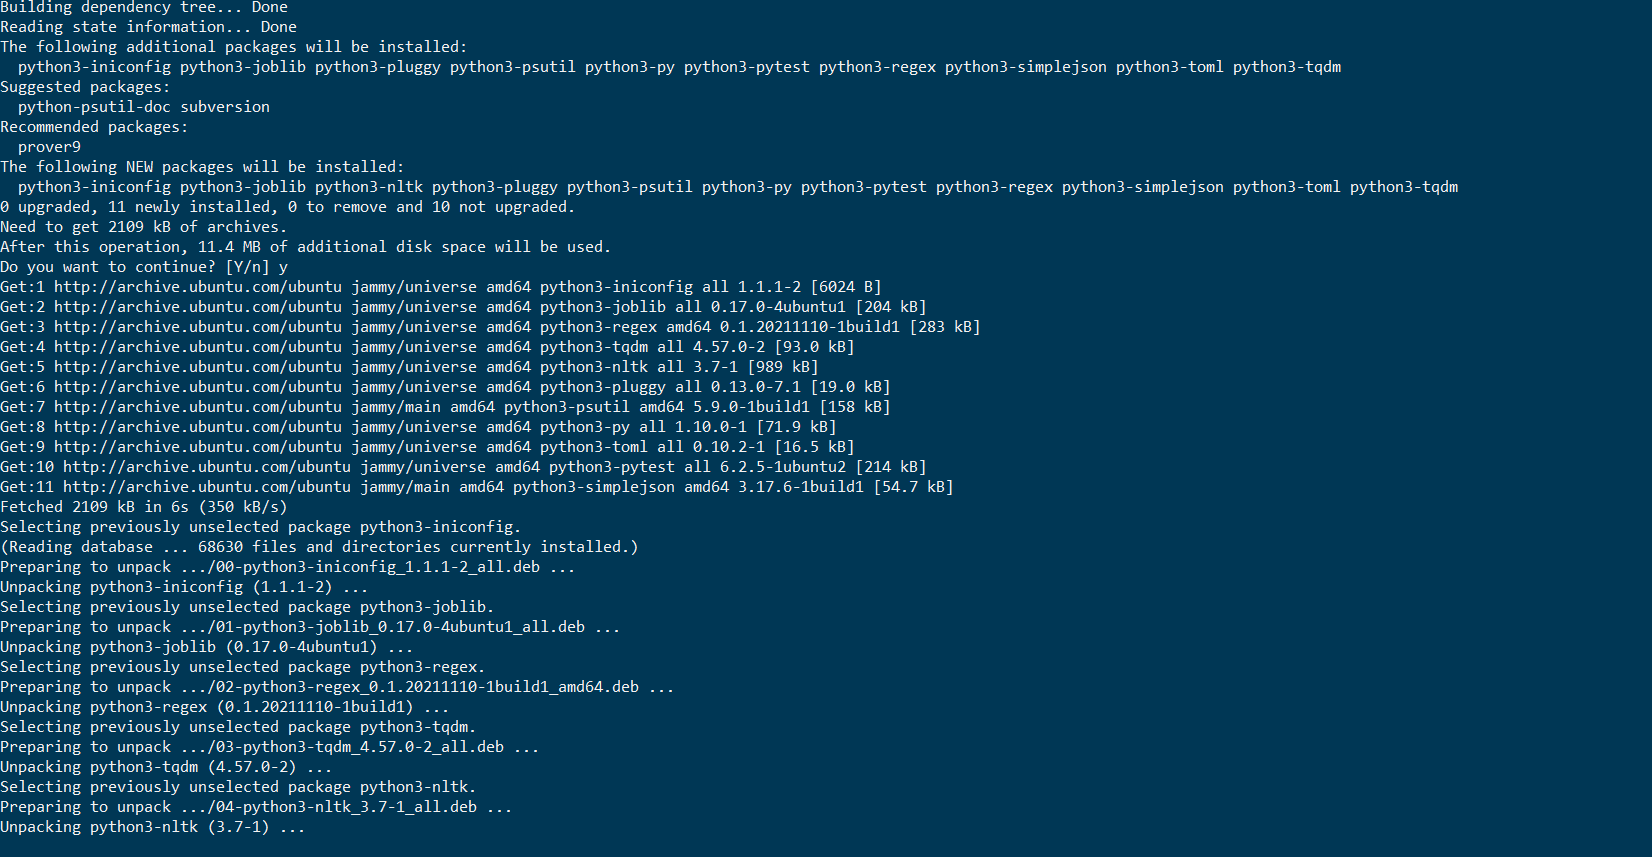 Building dependency tree... Done
Reading state information... Done
The following additional packages will be installed:
  python3-iniconfig python3-joblib python3-pluggy python3-psutil python3-py python3-pytest python3-regex python3-simplejson python3-toml python3-tqdm
Suggested packages:
  python-psutil-doc subversion
Recommended packages:
  prover9
The following NEW packages will be installed:
  python3-iniconfig python3-joblib python3-nltk python3-pluggy python3-psutil python3-py python3-pytest python3-regex python3-simplejson python3-toml python3-tqdm
0 upgraded, 11 newly installed, 0 to remove and 10 not upgraded.
Need to get 2109 kB of archives.
After this operation, 11.4 MB of additional disk space will be used.
Do you want to continue? [Y/n] y
Get:1 http://archive.ubuntu.com/ubuntu jammy/universe amd64 python3-iniconfig all 1.1.1-2 [6024 B]
Get:2 http://archive.ubuntu.com/ubuntu jammy/universe amd64 python3-joblib all 0.17.0-4ubuntu1 [204 kB]
Get:3 http://archive.ubuntu.com/ubuntu jammy/universe amd64 python3-regex amd64 0.1.20211110-1build1 [283 kB]
Get:4 http://archive.ubuntu.com/ubuntu jammy/universe amd64 python3-tqdm all 4.57.0-2 [93.0 kB]
Get:5 http://archive.ubuntu.com/ubuntu jammy/universe amd64 python3-nltk all 3.7-1 [989 kB]
Get:6 http://archive.ubuntu.com/ubuntu jammy/universe amd64 python3-pluggy all 0.13.0-7.1 [19.0 kB]
Get:7 http://archive.ubuntu.com/ubuntu jammy/main amd64 python3-psutil amd64 5.9.0-1build1 [158 kB]
Get:8 http://archive.ubuntu.com/ubuntu jammy/universe amd64 python3-py all 1.10.0-1 [71.9 kB]
Get:9 http://archive.ubuntu.com/ubuntu jammy/universe amd64 python3-toml all 0.10.2-1 [16.5 kB]
Get:10 http://archive.ubuntu.com/ubuntu jammy/universe amd64 python3-pytest all 6.2.5-1ubuntu2 [214 kB]
Get:11 http://archive.ubuntu.com/ubuntu jammy/main amd64 python3-simplejson amd64 3.17.6-1build1 [54.7 kB]
Fetched 2109 kB in 6s (350 kB/s)
Selecting previously unselected package python3-iniconfig.
(Reading database ... 68630 files and directories currently installed.)
Preparing to unpack .../00-python3-iniconfig_1.1.1-2_all.deb ...
Unpacking python3-iniconfig (1.1.1-2) ...
Selecting previously unselected package python3-joblib.
Preparing to unpack .../01-python3-joblib_0.17.0-4ubuntu1_all.deb ...
Unpacking python3-joblib (0.17.0-4ubuntu1) ...
Selecting previously unselected package python3-regex.
Preparing to unpack .../02-python3-regex_0.1.20211110-1build1_amd64.deb ...
Unpacking python3-regex (0.1.20211110-1build1) ...
Selecting previously unselected package python3-tqdm.
Preparing to unpack .../03-python3-tqdm_4.57.0-2_all.deb ...
Unpacking python3-tqdm (4.57.0-2) ...
Selecting previously unselected package python3-nltk.
Preparing to unpack .../04-python3-nltk_3.7-1_all.deb ...
Unpacking python3-nltk (3.7-1) ...